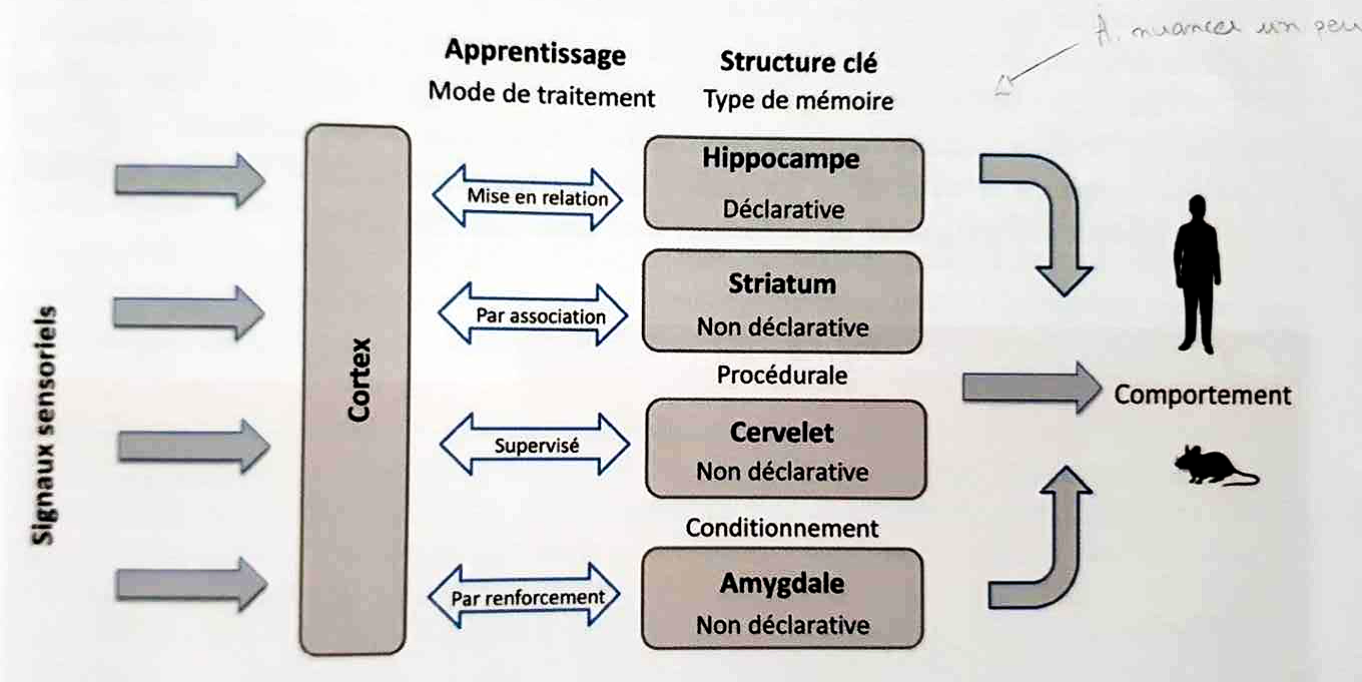 A. nuancer un peu
Apprentissage
Mode de traitement
Structure clé
Type de mémoire
Signaux sensoriels
Cortex
Mise en relation
Hippocampe
Déclarative
Par association
Striatum
Non déclarative
Procédurale
Supervisé
Cervelet
Non déclarative
Conditionnement
Par renforcement
Amygdale
Non déclarative
Comportement